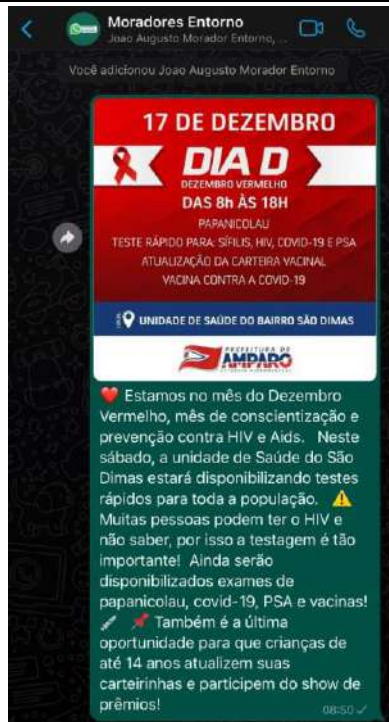 Moradores Entorno
Joao Augusto Morador Entorno, ...
Você adicionou Joao Augusto Morador Entorno
17 DE DEZEMBRO
DIA D
DEZEMBRO VERMELHO
DAS 8h ÀS 18H
PAPANICOLAU
TESTE RÁPIDO PARA: SÍFILIS, HIV, COVID-19 E PSA
ATUALIZAÇÃO DA CARTEIRA VACINAL
VACINA CONTRA A COVID-19
LOCAL
UNIDADE DE SAÚDE DO BAIRRO SÃO DIMAS
PREFEITURA DE
AMPARO
❤️ Estamos no mês do Dezembro
Vermelho, mês de conscientização e
prevenção contra HIV e Aids. Neste
sábado, a unidade de Saúde do São
Dimas estará disponibilizando testes
rápidos para toda a população. ⚠️
Muitas pessoas podem ter o HIV e
não saber, por isso a testagem é tão
importante! Ainda serão
disponibilizados exames de
papanicolau, covid-19, PSA e vacinas!
💉 📌 Também é a última
oportunidade para que crianças de
até 14 anos atualizem suas
carteirinhas e participem do show de
prêmios!
08:50